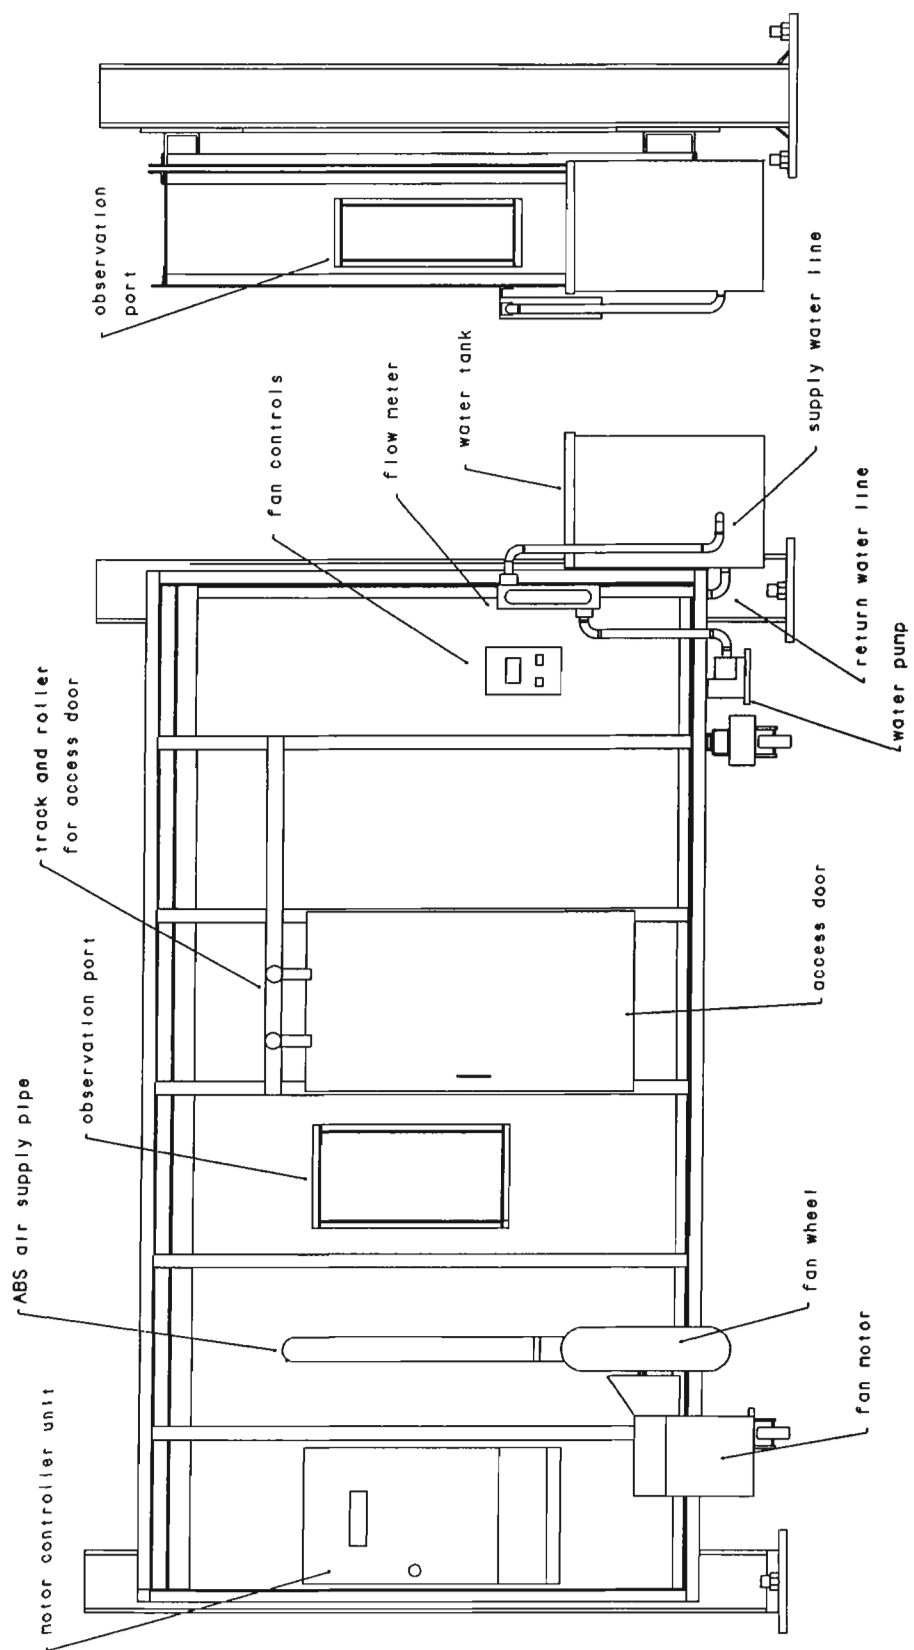 motor controller unit
ABS air supply pipe
observation port
track and roller
for access door
fan controls
flow meter
water tank
observation
port
fan motor
fan wheel
access door
water pump
return water line
supply water line